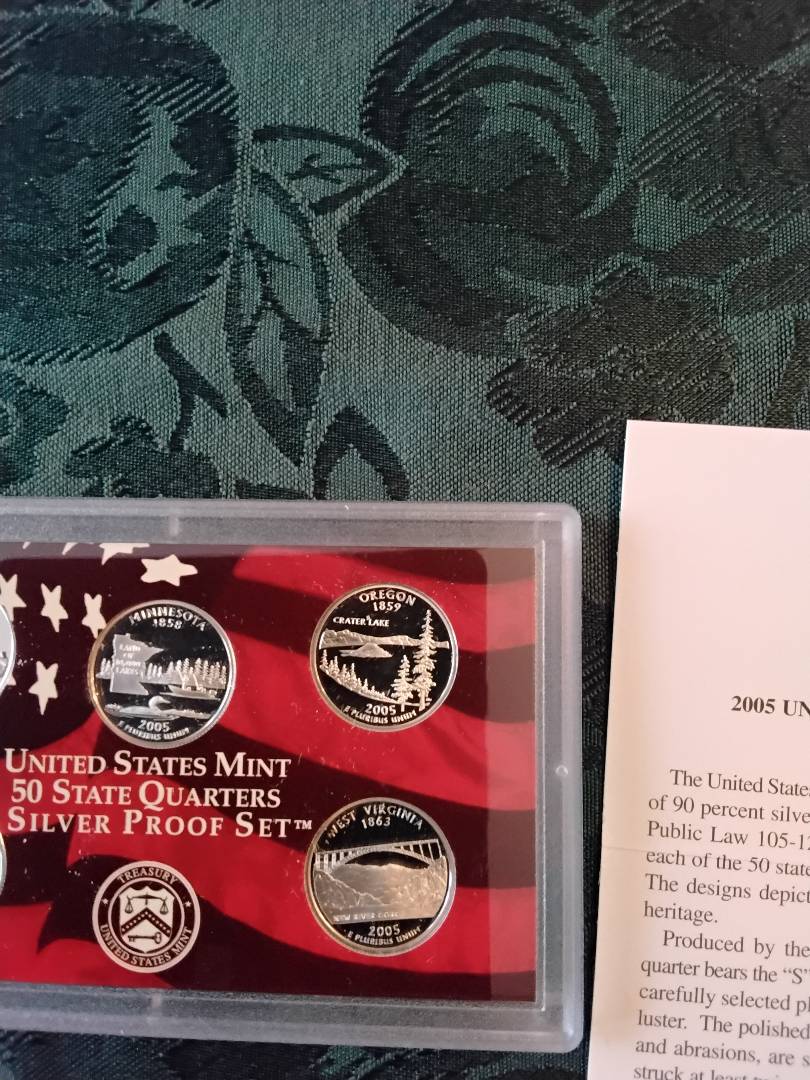 MINNESOTA
1858
LAND
OF
10,000
LAKES
2005
E PLURIBUS UNUM
OREGON
1859
CRATER LAKE
2005
E PLURIBUS UNUM
UNITED STATES MINT
50 STATE QUARTERS
SILVER PROOF SET™
WEST VIRGINIA
1863
NEW RIVER GORGE
2005
E PLURIBUS UNUM
TREASURY
UNITED STATES MINT
2005 UN
The United States
of 90 percent silve
Public Law 105-12
each of the 50 state
The designs depict
heritage.
Produced by the
quarter bears the “S”
carefully selected pl
luster. The polished
and abrasions, are s
struck at least